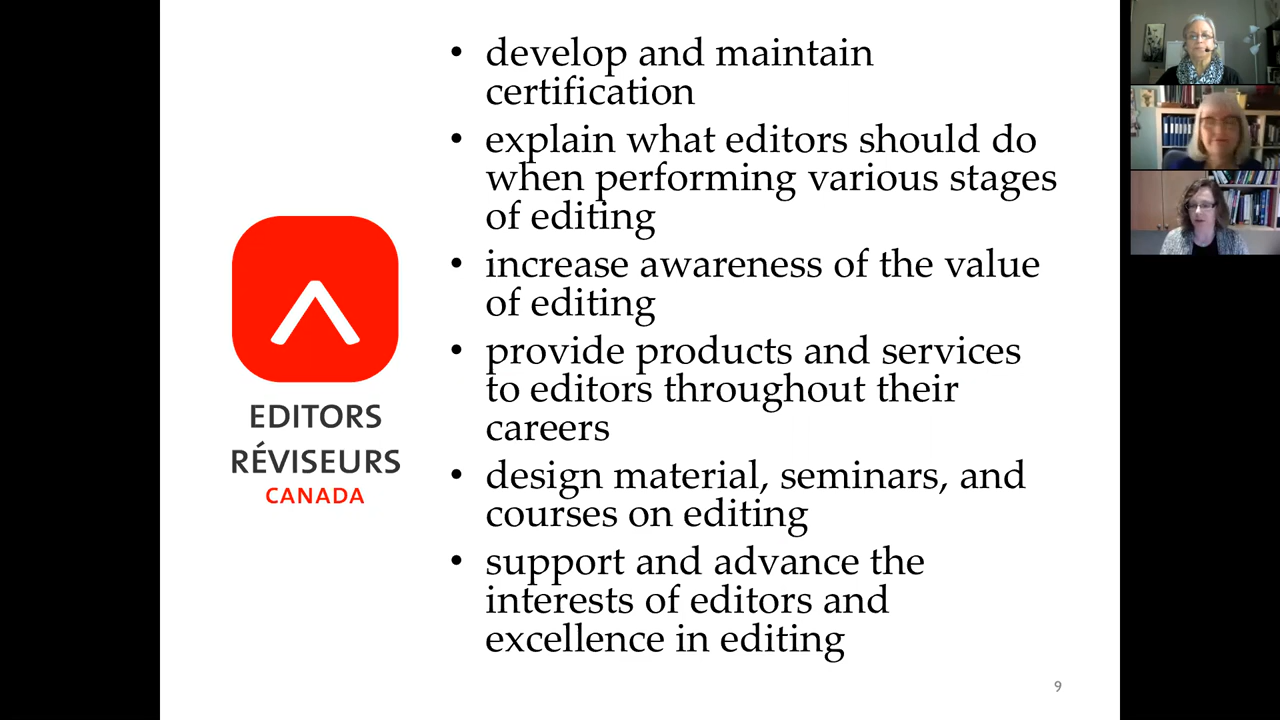 • develop and maintain
certification
• explain what editors should do
when performing various stages
of editing
• increase awareness of the value
of editing
• provide products and services
to editors throughout their
careers
• design material, seminars, and
courses on editing
• support and advance the
interests of editors and
excellence in editing
EDITORS
RÉVISEURS
CANADA
9